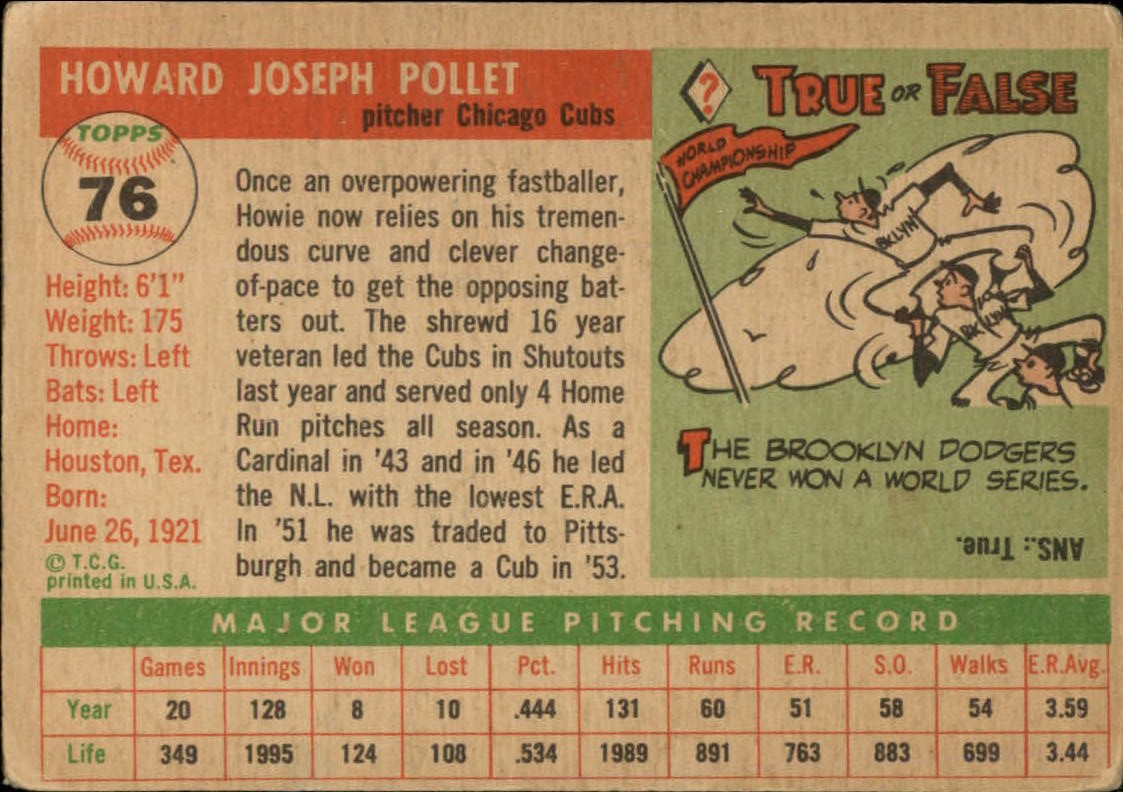 HOWARD JOSEPH POLLET
pitcher Chicago Cubs
TOPPS
76
Height: 6'1"
Weight: 175
Throws: Left
Bats: Left
Home:
Houston, Tex.
Born:
June 26, 1921
© T.C.G.
printed in U.S.A.
Once an overpowering fastballer,
Howie now relies on his tremen-
dous curve and clever change-
of-pace to get the opposing bat-
ters out. The shrewd 16 year
veteran led the Cubs in Shutouts
last year and served only 4 Home
Run pitches all season. As a
Cardinal in '43 and in '46 he led
the N.L. with the lowest E.R.A.
In '51 he was traded to Pitts-
burgh and became a Cub in '53.
? TRUE OR FALSE
WORLD
CHAMPIONSHIP
BKLYN
BKLYN
THE BROOKLYN DODGERS
NEVER WON A WORLD SERIES.
ANS.: True.
MAJOR LEAGUE PITCHING RECORD
Games Innings Won Lost Pct. Hits Runs E.R. S.O. Walks E.R.Avg.
Year 20 128 8 10 .444 131 60 51 58 54 3.59
Life 349 1995 124 108 .534 1989 891 763 883 699 3.44